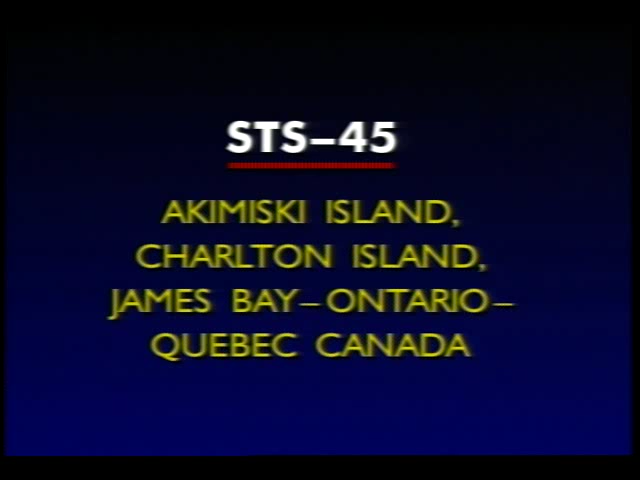 STS-45
AKIMISKI ISLAND,
CHARLTON ISLAND,
JAMES BAY-ONTARIO-
QUEBEC CANADA